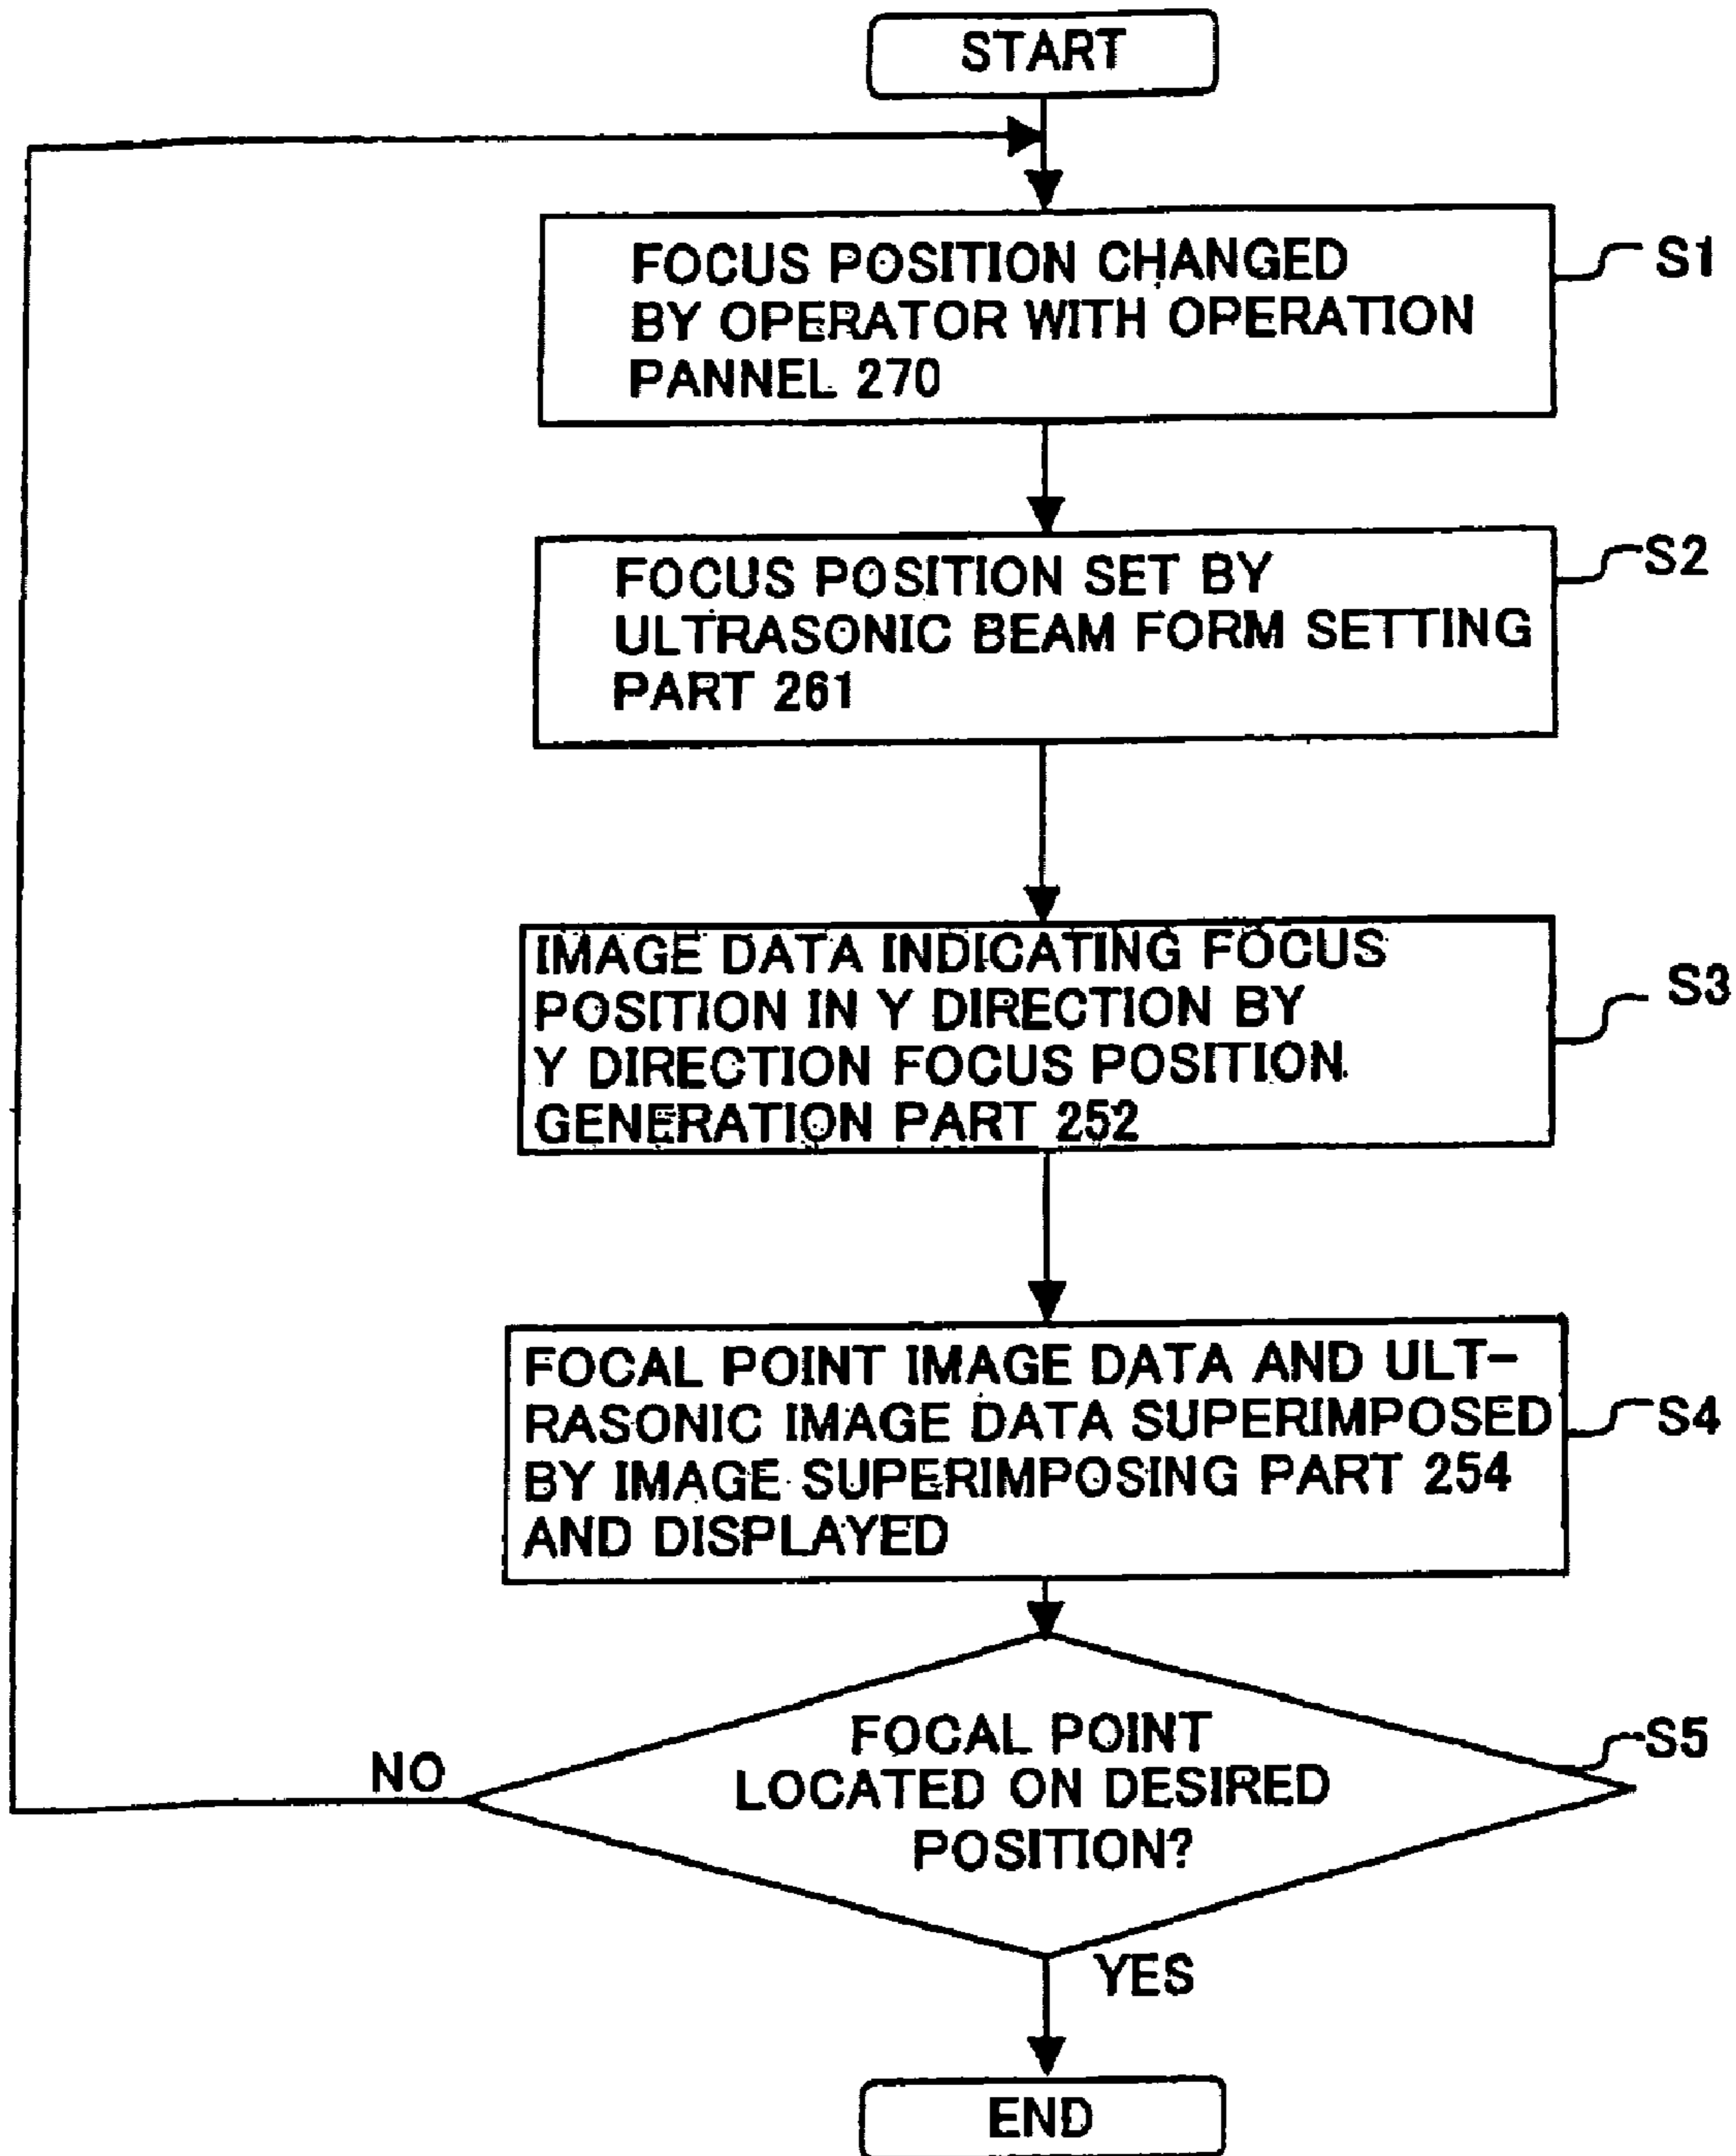 START
FOCUS POSITION CHANGED
BY OPERATOR WITH OPERATION
PANNEL 270
S1
FOCUS POSITION SET BY
ULTRASONIC BEAM FORM SETTING
PART 261
S2
IMAGE DATA INDICATING FOCUS
POSITION IN Y DIRECTION BY
Y DIRECTION FOCUS POSITION
GENERATION PART 252
S3
FOCAL POINT IMAGE DATA AND ULT-
RASONIC IMAGE DATA SUPERIMPOSED
BY IMAGE SUPERIMPOSING PART 254
AND DISPLAYED
S4
FOCAL POINT
LOCATED ON DESIRED
POSITION?
S5
NO
YES
END